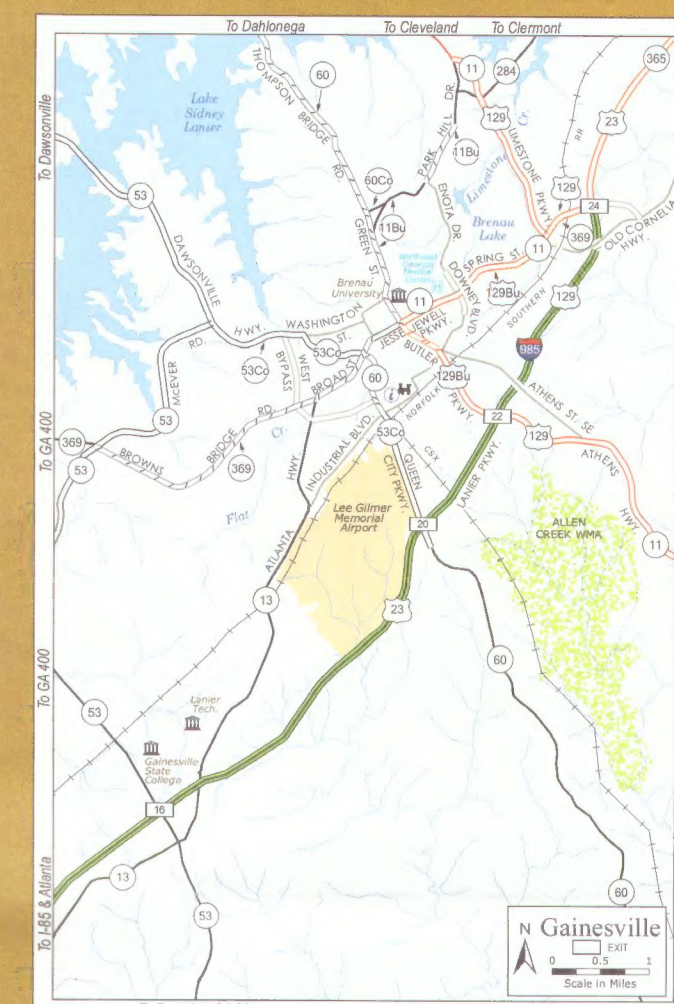 To Dahlonega
To Cleveland
To Clermont
To Dawsonville
To GA 400
To GA 400
To I-85 & Atlanta
THOMPSON
BRIDGE
RD.
60
11
284
365
23
129
LIMESTONE
PKWY.
Lake
Sidney
Lanier
PARK HILL DR.
11Bu
Limestone
Cr.
RR
129
60Co
11Bu
24
53
ENOTA DR.
369
OLD CORNELIA
HWY.
GREEN ST.
Brenau
Lake
11
SPRING ST.
129Bu
SOUTHERN
129
DAWSONVILLE
HWY.
Brenau
University
11
DOWNEY BLVD
WASHINGTON
ST.
JESSE JEWELL
PKWY.
985
53Co
53Co
BUTLER
PKWY.
129Bu
McEVER
RD.
WEST
BYPASS
BROAD ST.
60
i
NORFOLK
ATHENS ST. SE
22
129
ATHENS
HWY.
53
369
53
BROWNS
BRIDGE
RD.
369
Cr.
Flat
INDUSTRIAL BLVD.
53Co
CSX
QUEEN
CITY PKWY.
LANIER PKWY.
ATLANTA
HWY.
Lee Gilmer
Memorial
Airport
20
ALLEN
CREEK WMA
11
13
23
60
53
Lanier
Tech.
Gainesville
State
College
16
13
53
60
N
Gainesville
EXIT
0 0.5 1
Scale in Miles